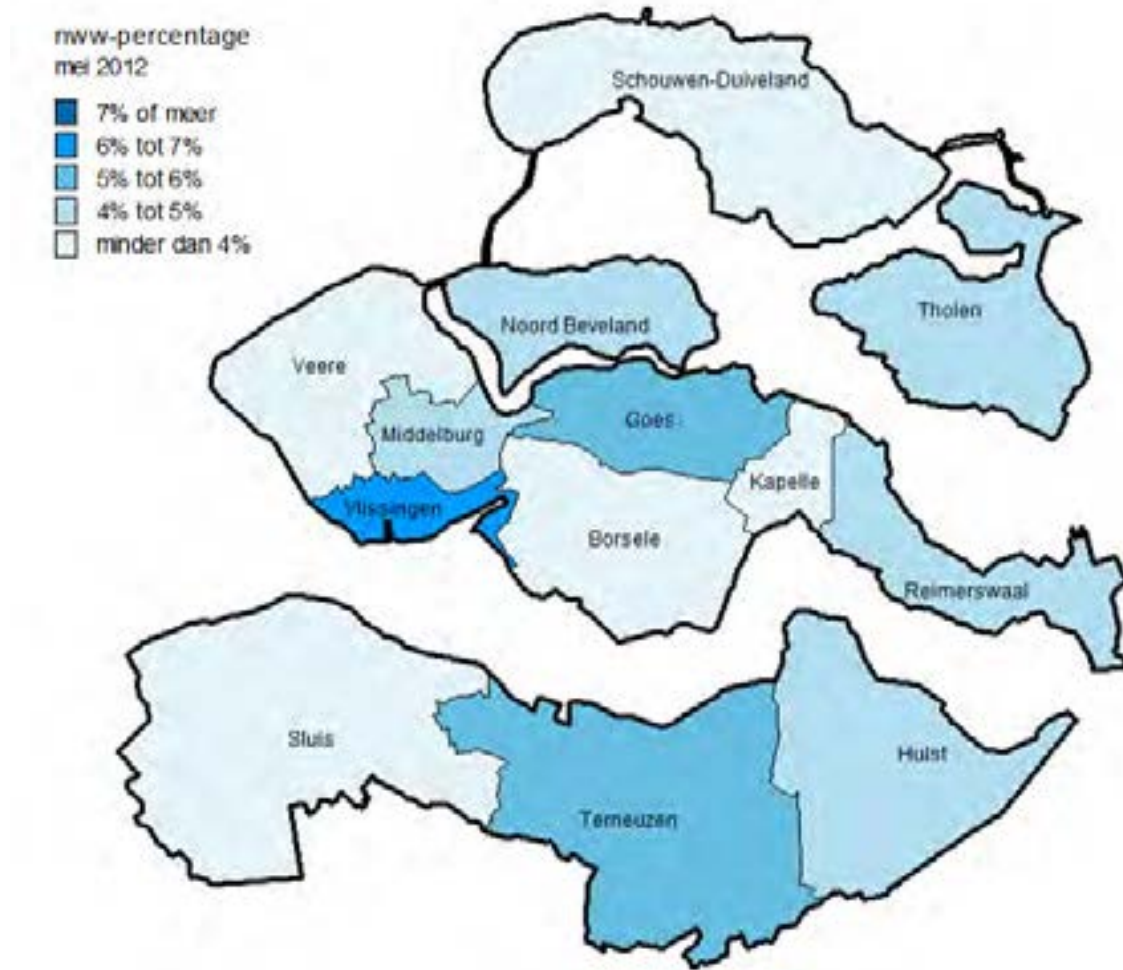 nww-percentage
mei 2012
7% of meer
6% tot 7%
5% tot 6%
4% tot 5%
minder dan 4%
Schouwen-Duiveland
Tholen
Noord Beveland
Veere
Goes
Middelburg
Kapelle
Vlissingen
Borsele
Reimerswaal
Sluis
Hulst
Terneuzen